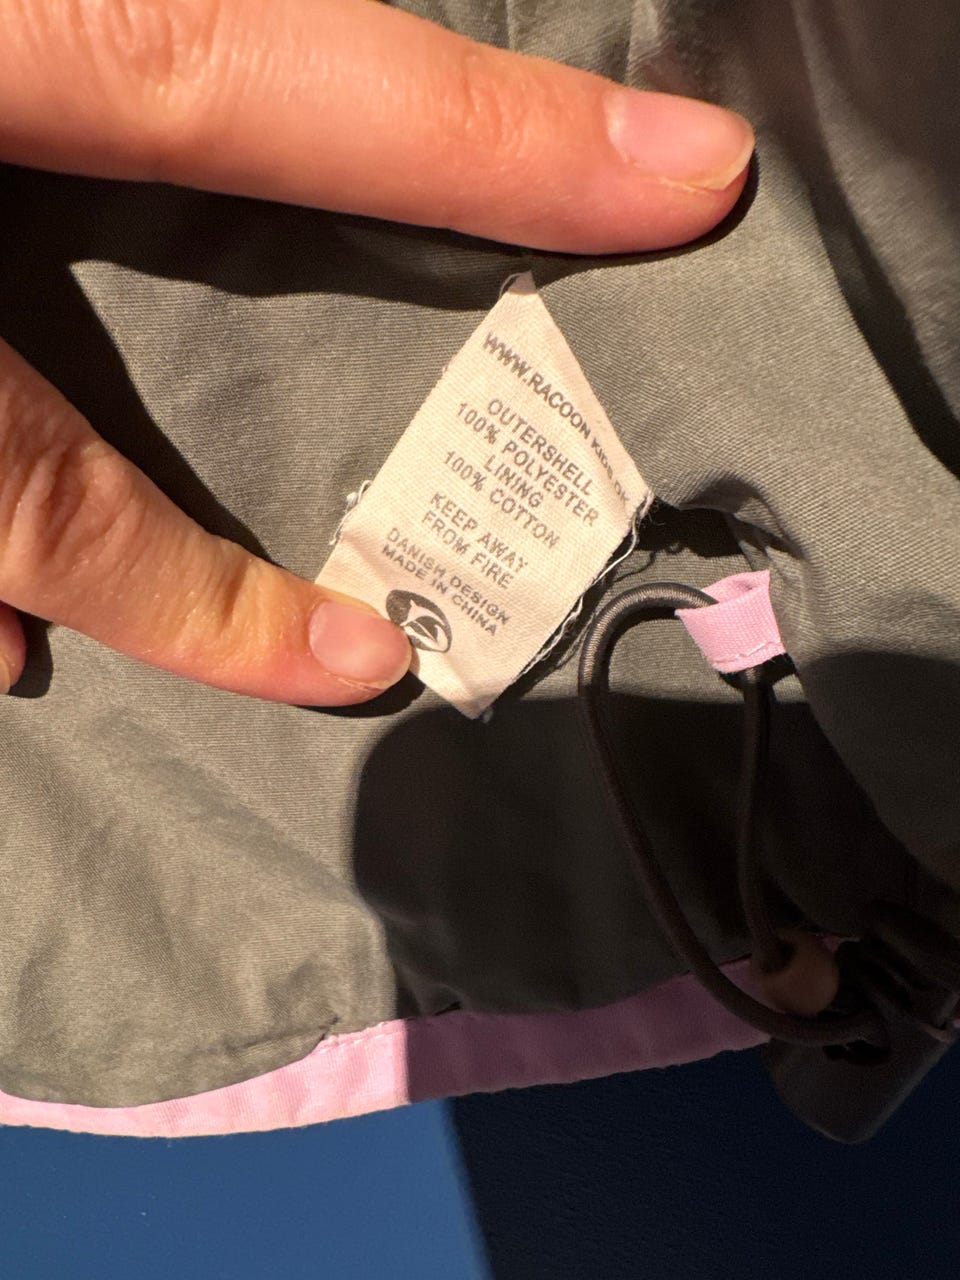 WWW.RACOON KIDS.DK
OUTERSHELL
100% POLYESTER
LINING
100% COTTON
KEEP AWAY
FROM FIRE
DANISH DESIGN
MADE IN CHINA